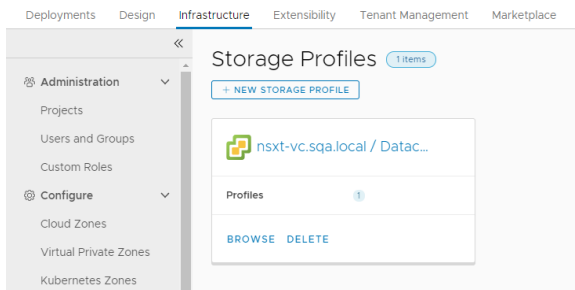 Deployments Design Infrastructure Extensibility Tenant Management Marketplace
Administration
Projects
Users and Groups
Custom Roles
Configure
Cloud Zones
Virtual Private Zones
Kubernetes Zones
Storage Profiles 1 items
+ NEW STORAGE PROFILE
nsxt-vc.sqa.local / Datac...
Profiles 1
BROWSE DELETE